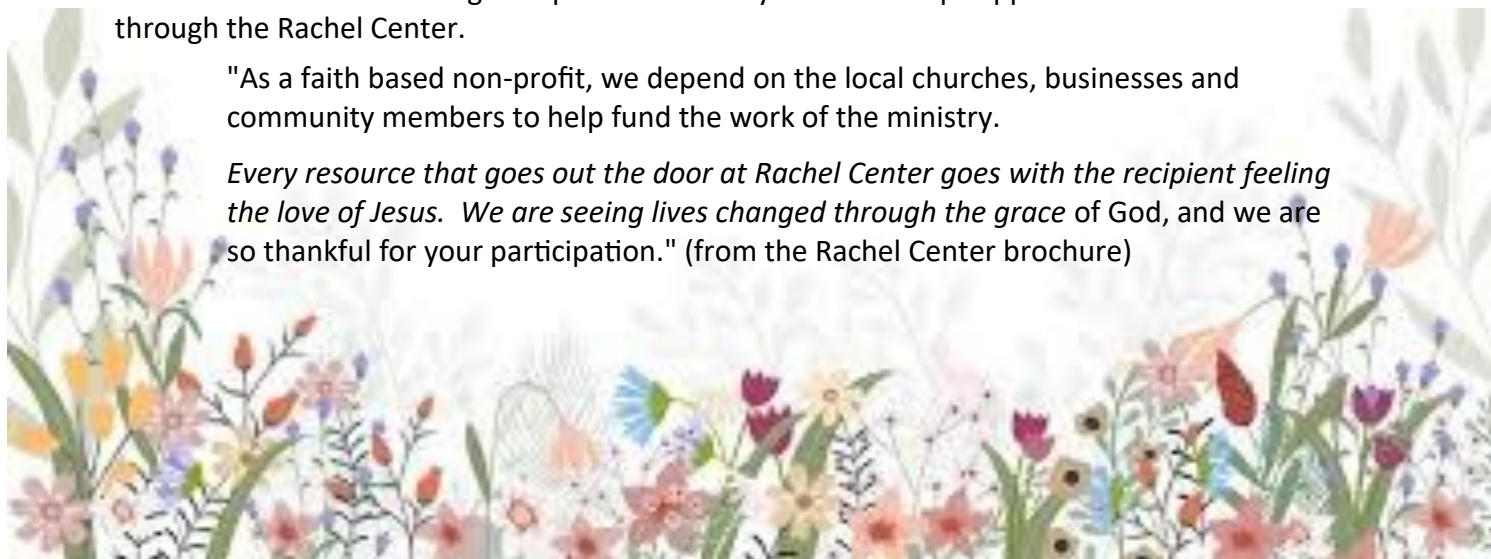 through the Rachel Center.
"As a faith based non-profit, we depend on the local churches, businesses and
community members to help fund the work of the ministry.
Every resource that goes out the door at Rachel Center goes with the recipient feeling
the love of Jesus.  We are seeing lives changed through the grace of God, and we are
so thankful for your participation." (from the Rachel Center brochure)